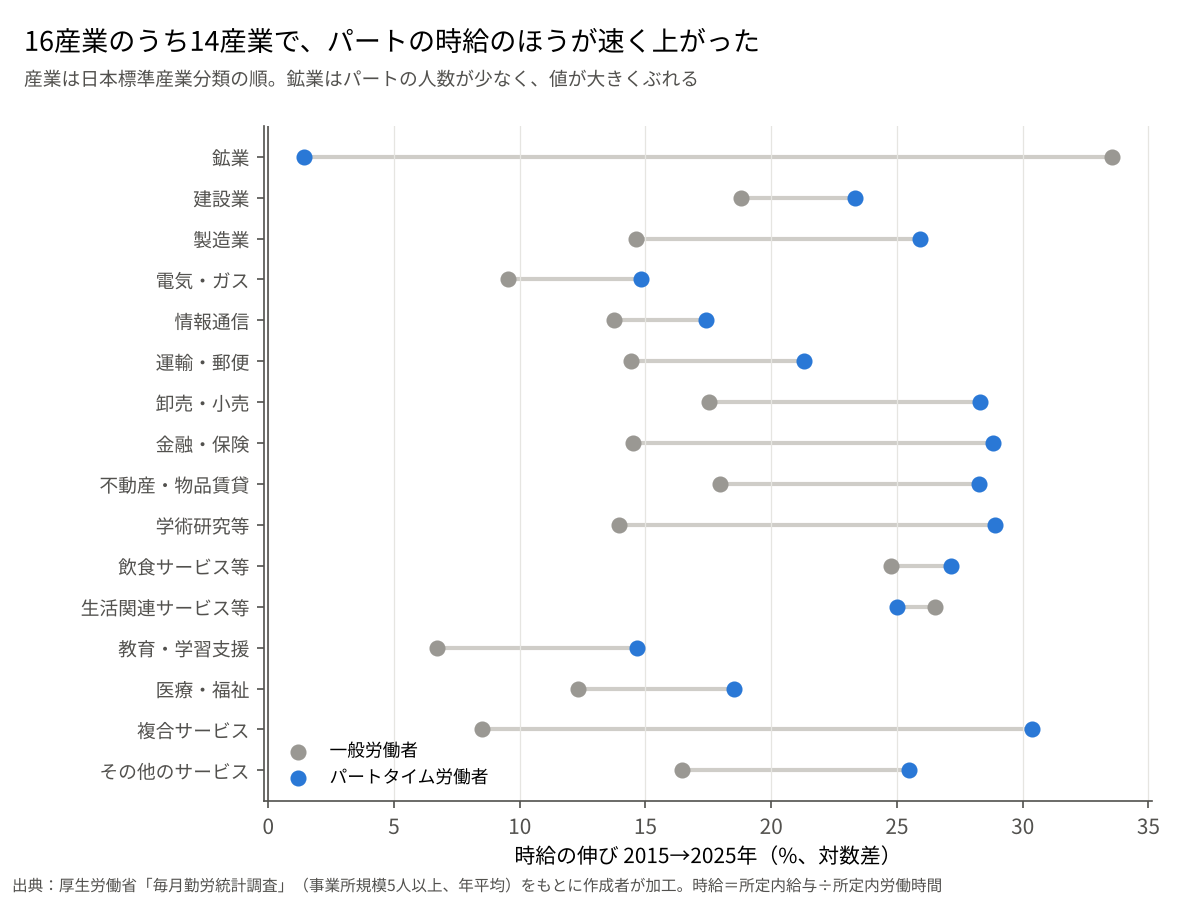 16産業のうち14産業で、パートの時給のほうが速く上がった
産業は日本標準産業分類の順。鉱業はパートの人数が少なく、値が大きくぶれる
鉱業
建設業
製造業
電気・ガス
情報通信
運輸・郵便
卸売・小売
金融・保険
不動産・物品賃貸
学術研究等
飲食サービス等
生活関連サービス等
教育・学習支援
医療・福祉
複合サービス
その他のサービス
一般労働者
パートタイム労働者
0 5 10 15 20 25 30 35
時給の伸び 2015→2025年（%、対数差）
出典：厚生労働省「毎月勤労統計調査」（事業所規模5人以上、年平均）をもとに作成者が加工。時給＝所定内給与÷所定内労働時間